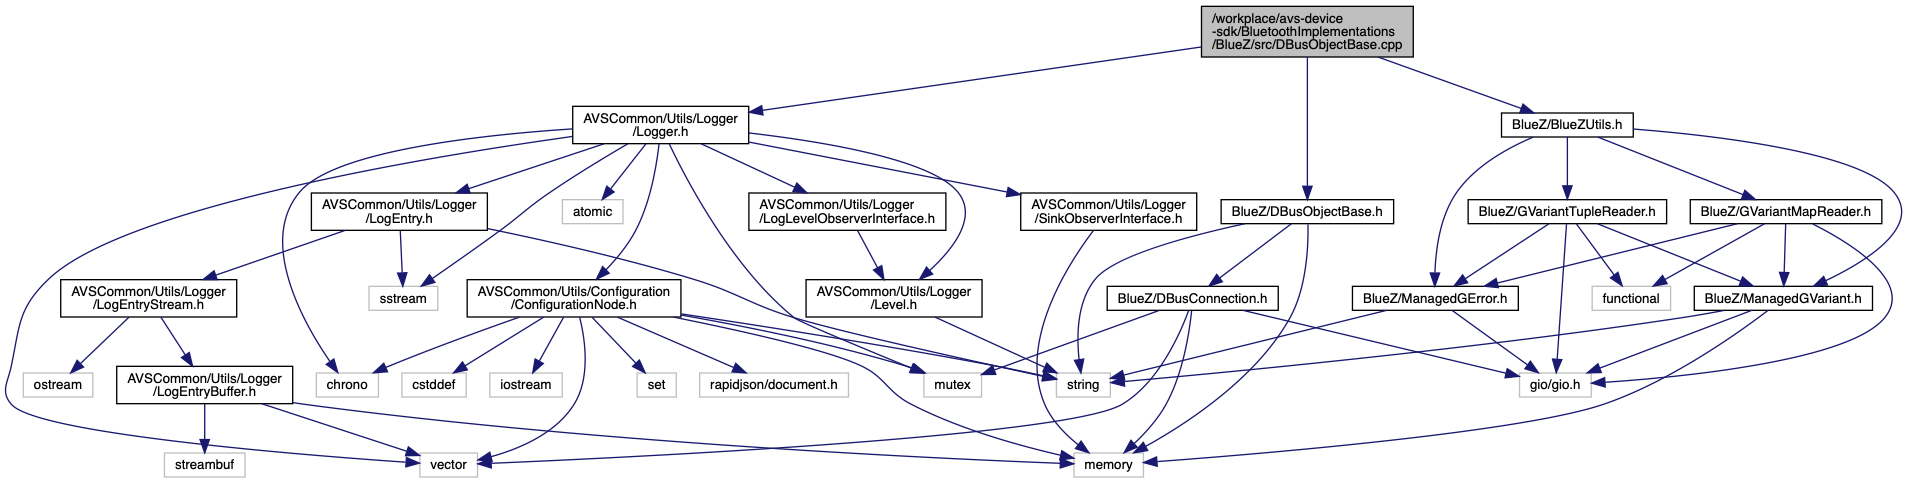 /workplace/avs-device
-sdk/BluetoothImplementations
/BlueZ/src/DBusObjectBase.cpp
AVSCommon/Utils/Logger
/Logger.h
BlueZ/BlueZUtils.h
AVSCommon/Utils/Logger
/LogEntry.h
atomic
AVSCommon/Utils/Logger
/LogLevelObserverInterface.h
AVSCommon/Utils/Logger
/SinkObserverInterface.h
BlueZ/DBusObjectBase.h
BlueZ/GVariantTupleReader.h
BlueZ/GVariantMapReader.h
AVSCommon/Utils/Logger
/LogEntryStream.h
sstream
AVSCommon/Utils/Configuration
/ConfigurationNode.h
AVSCommon/Utils/Logger
/Level.h
BlueZ/DBusConnection.h
BlueZ/ManagedGError.h
functional
BlueZ/ManagedGVariant.h
ostream
AVSCommon/Utils/Logger
/LogEntryBuffer.h
chrono
cstddef
iostream
set
rapidjson/document.h
mutex
string
gio/gio.h
streambuf
vector
memory